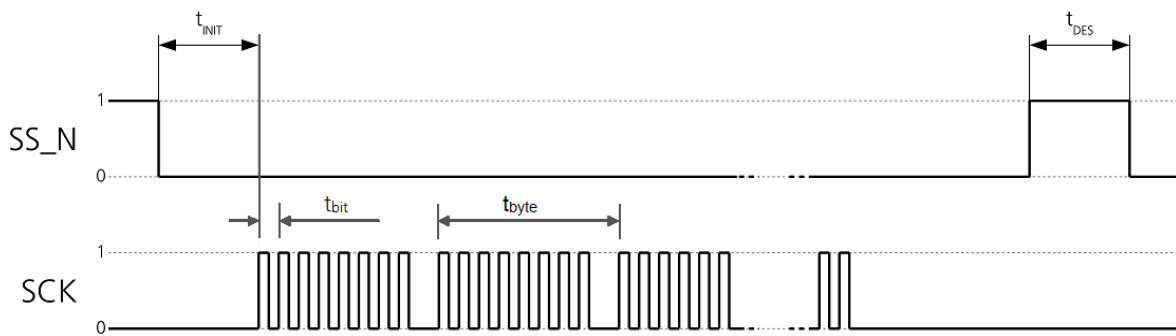 tINIT
tDES
1
SS_N
0
tbit
tbyte
1
SCK
0